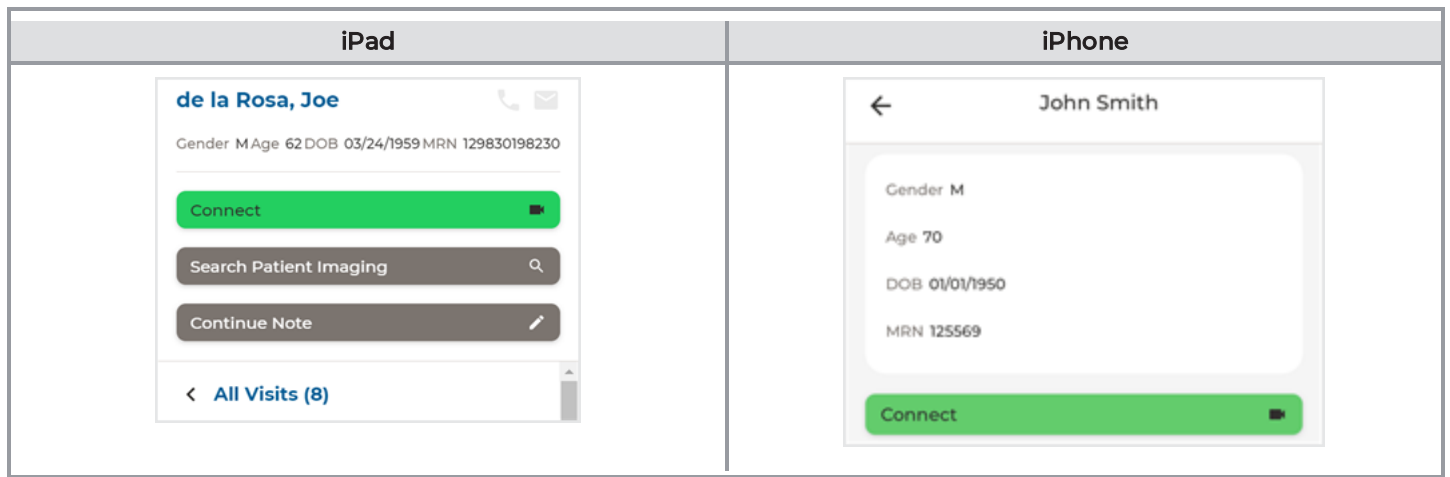 iPad
iPhone
de la Rosa, Joe
Gender M Age 62 DOB 03/24/1959 MRN 129830198230
Connect
Search Patient Imaging
Continue Note
All Visits (8)
John Smith
Gender M
Age 70
DOB 01/01/1950
MRN 125569
Connect